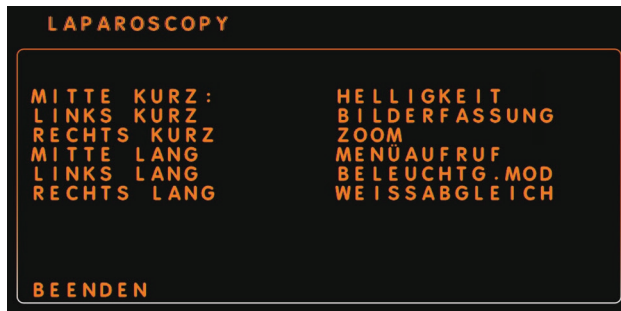 LAPAROSCOPY
MITTE KURZ: HELLIGKEIT
LINKS KURZ BILDERFASSUNG
RECHTS KURZ ZOOM
MITTE LANG MENÜAUFRUF
LINKS LANG BELEUCHTG.MOD
RECHTS LANG WEISSABGLEICH
BEENDEN